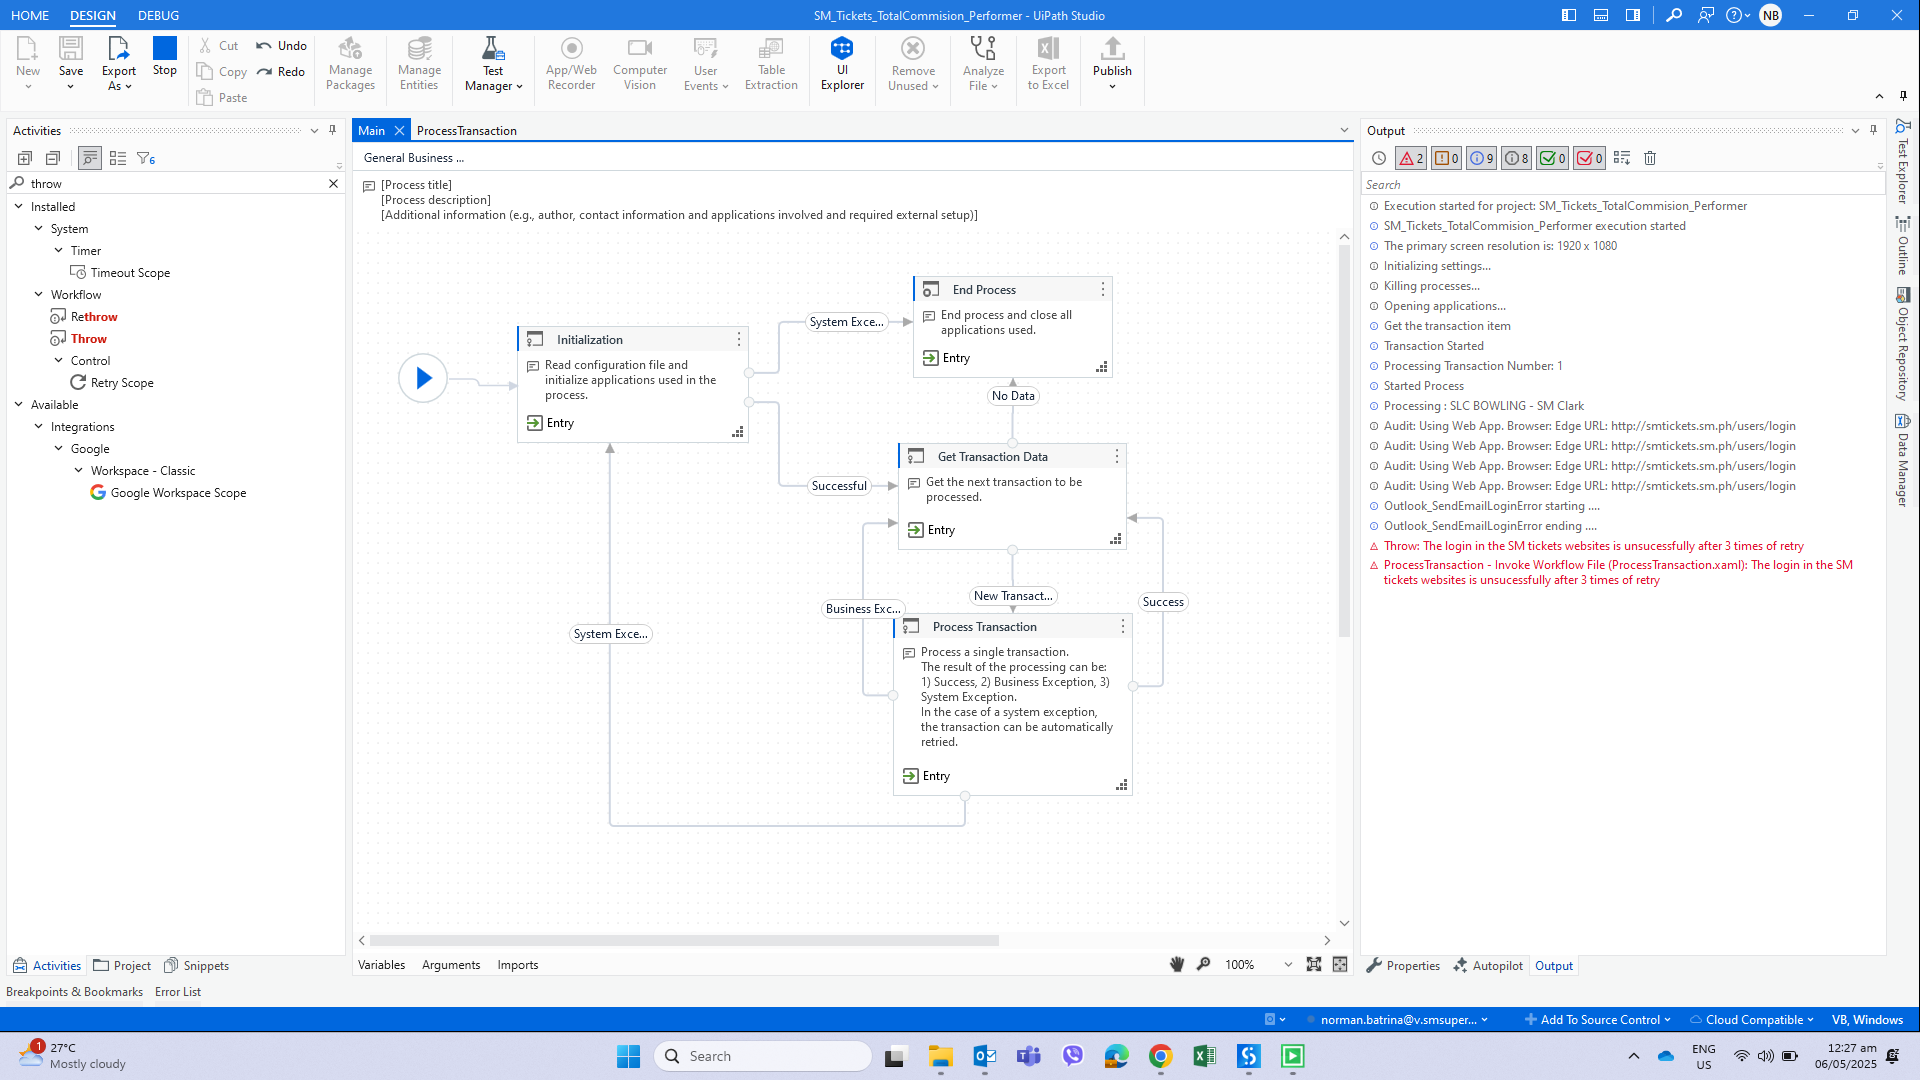 HOME
DESIGN
DEBUG
SM_Tickets_TotalCommision_Performer - UiPath Studio
NB
New
Save
Export As
Stop
Cut
Copy
Paste
Undo
Redo
Manage Packages
Manage Entities
Test Manager
App/Web Recorder
Computer Vision
User Events
Table Extraction
UI Explorer
Remove Unused
Analyze File
Export to Excel
Publish
Activities
6
throw
Installed
System
Timer
Timeout Scope
Workflow
Rethrow
Throw
Control
Retry Scope
Available
Integrations
Google
Workspace - Classic
Google Workspace Scope
Main
ProcessTransaction
General Business ...
[Process title]
[Process description]
[Additional information (e.g., author, contact information and applications involved and required external setup)]
Initialization
Read configuration file and
initialize applications used in the
process.
Entry
System Exce...
End Process
End process and close all
applications used.
Entry
No Data
Successful
Get Transaction Data
Get the next transaction to be
processed.
Entry
Business Exc...
New Transact...
Success
System Exce...
Process Transaction
Process a single transaction.
The result of the processing can be:
1) Success, 2) Business Exception, 3)
System Exception.
In the case of a system exception,
the transaction can be automatically
retried.
Entry
Variables
Arguments
Imports
100%
Output
2
0
9
8
0
0
Search
Execution started for project: SM_Tickets_TotalCommision_Performer
SM_Tickets_TotalCommision_Performer execution started
The primary screen resolution is: 1920 x 1080
Initializing settings...
Killing processes...
Opening applications...
Get the transaction item
Transaction Started
Processing Transaction Number: 1
Started Process
Processing : SLC BOWLING - SM Clark
Audit: Using Web App. Browser: Edge URL: http://smtickets.sm.ph/users/login
Audit: Using Web App. Browser: Edge URL: http://smtickets.sm.ph/users/login
Audit: Using Web App. Browser: Edge URL: http://smtickets.sm.ph/users/login
Audit: Using Web App. Browser: Edge URL: http://smtickets.sm.ph/users/login
Outlook_SendEmailLoginError starting ....
Outlook_SendEmailLoginError ending ....
Throw: The login in the SM tickets websites is unsucessfully after 3 times of retry
ProcessTransaction - Invoke Workflow File (ProcessTransaction.xaml): The login in the SM
tickets websites is unsucessfully after 3 times of retry
Test Explorer
Outline
Object Repository
Data Manager
Activities
Project
Snippets
Properties
Autopilot
Output
Breakpoints & Bookmarks
Error List
norman.batrina@v.smsuper...
Add To Source Control
Cloud Compatible
VB, Windows
1
27°C
Mostly cloudy
Search
ENG
US
12:27 am
06/05/2025